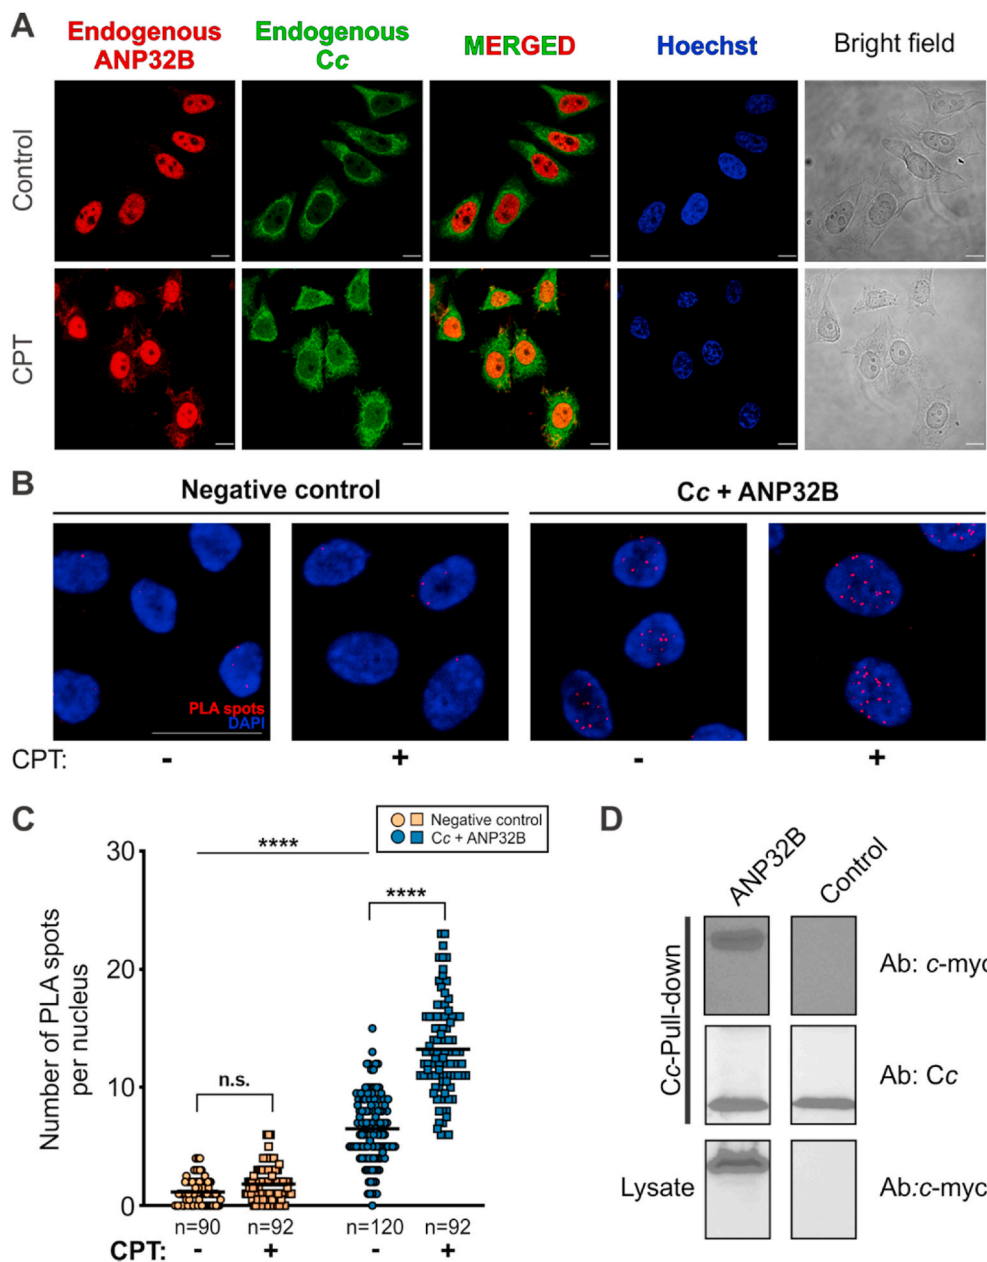 A
Endogenous
ANP32B
Endogenous
Cc
MERGED
Hoechst
Bright field
Control
CPT
B
Negative control
Cc + ANP32B
PLA spots
DAPI
CPT: - + - +
C
Negative control
Cc + ANP32B
Number of PLA spots
per nucleus
30
20
10
0
****
****
n.s.
n=90 n=92 n=120 n=92
CPT: - + - +
D
ANP32B
Control
Cc-Pull-down
Ab: c-myc
Ab: Cc
Lysate
Ab:c-myc